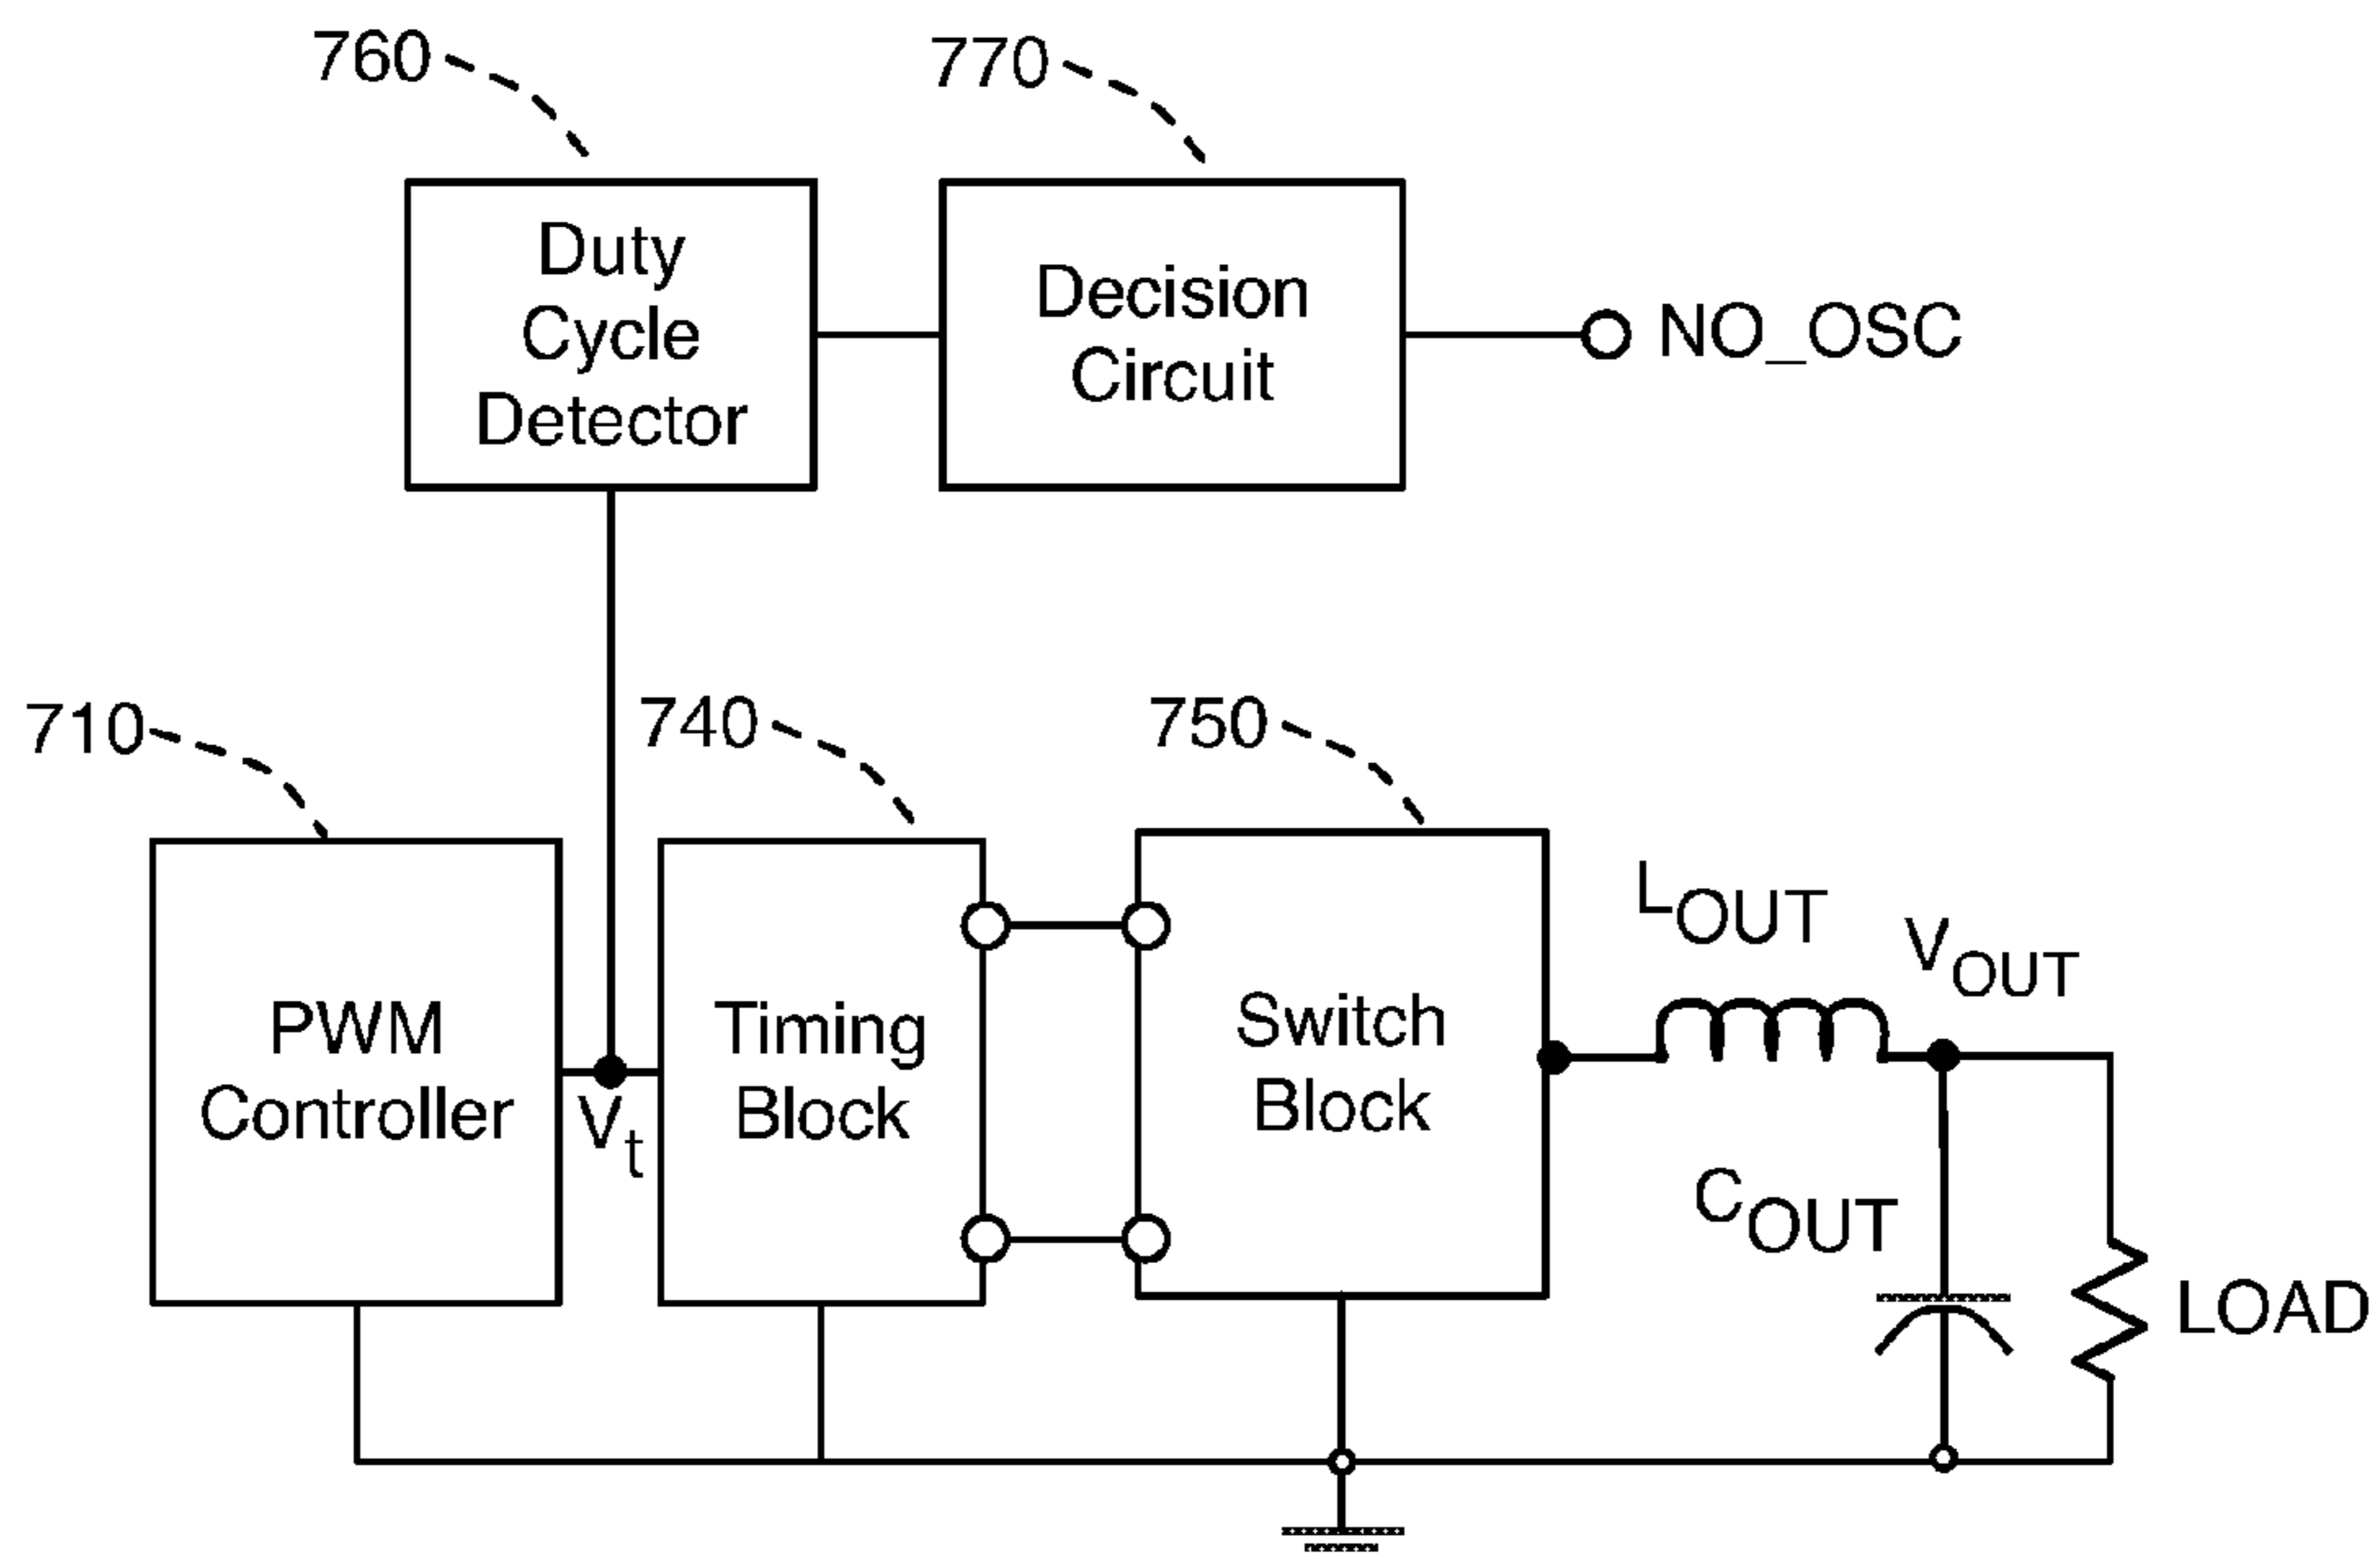 760
770
Duty
Cycle
Detector
Decision
Circuit
NO_OSC
710
740
750
PWM
Controller
Vt
Timing
Block
Switch
Block
LOUT
VOUT
COUT
LOAD